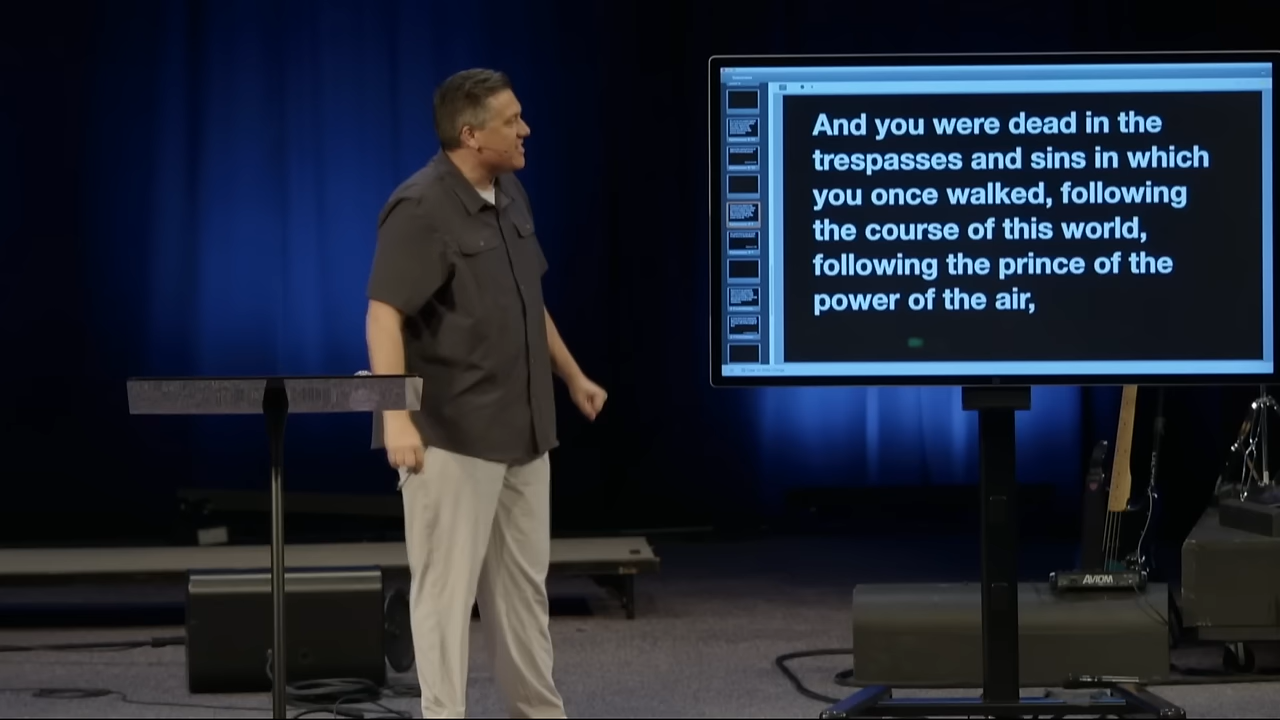 And you were dead in the
trespasses and sins in which
you once walked, following
the course of this world,
following the prince of the
power of the air,
AVIOM